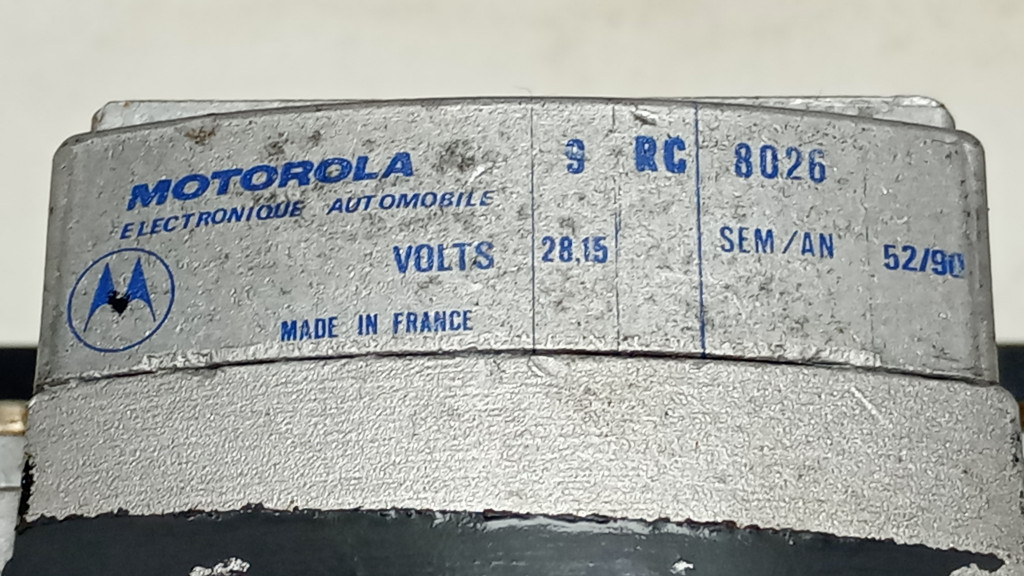 MOTOROLA 9 RC 8026
ELECTRONIQUE AUTOMOBILE
VOLTS 28.15 SEM/AN 52/90
MADE IN FRANCE